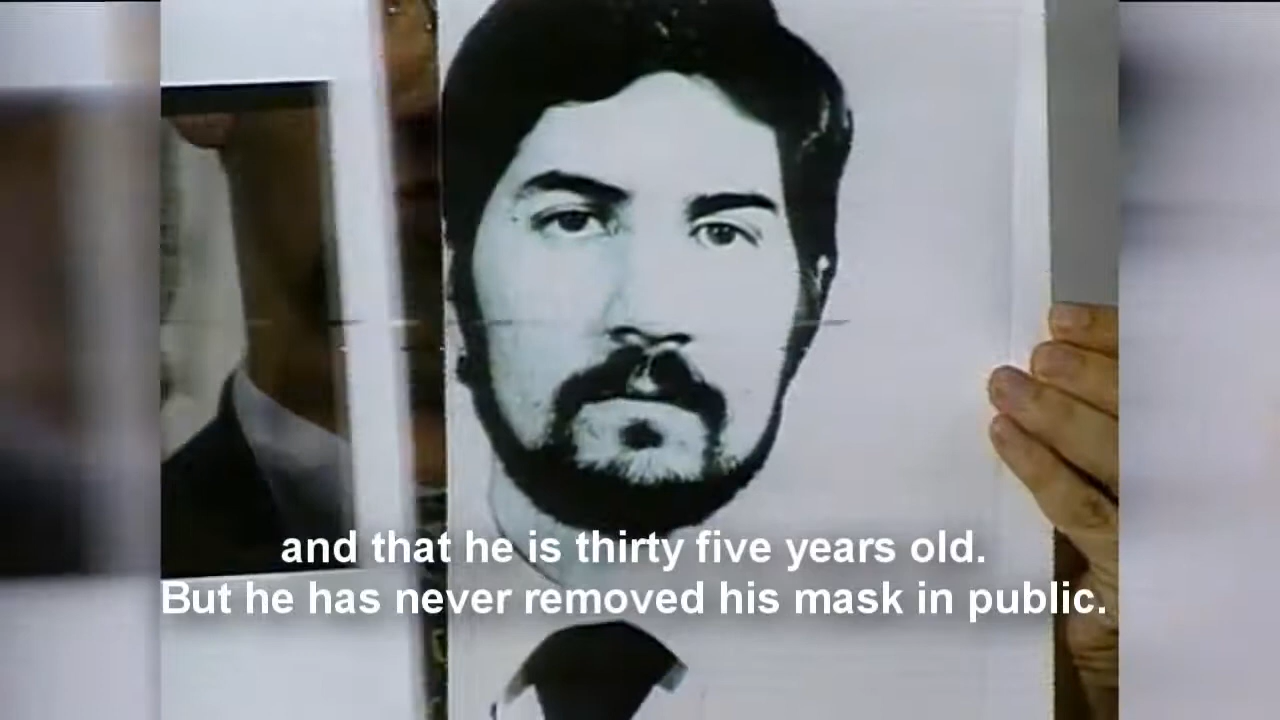 and that he is thirty five years old.
But he has never removed his mask in public.